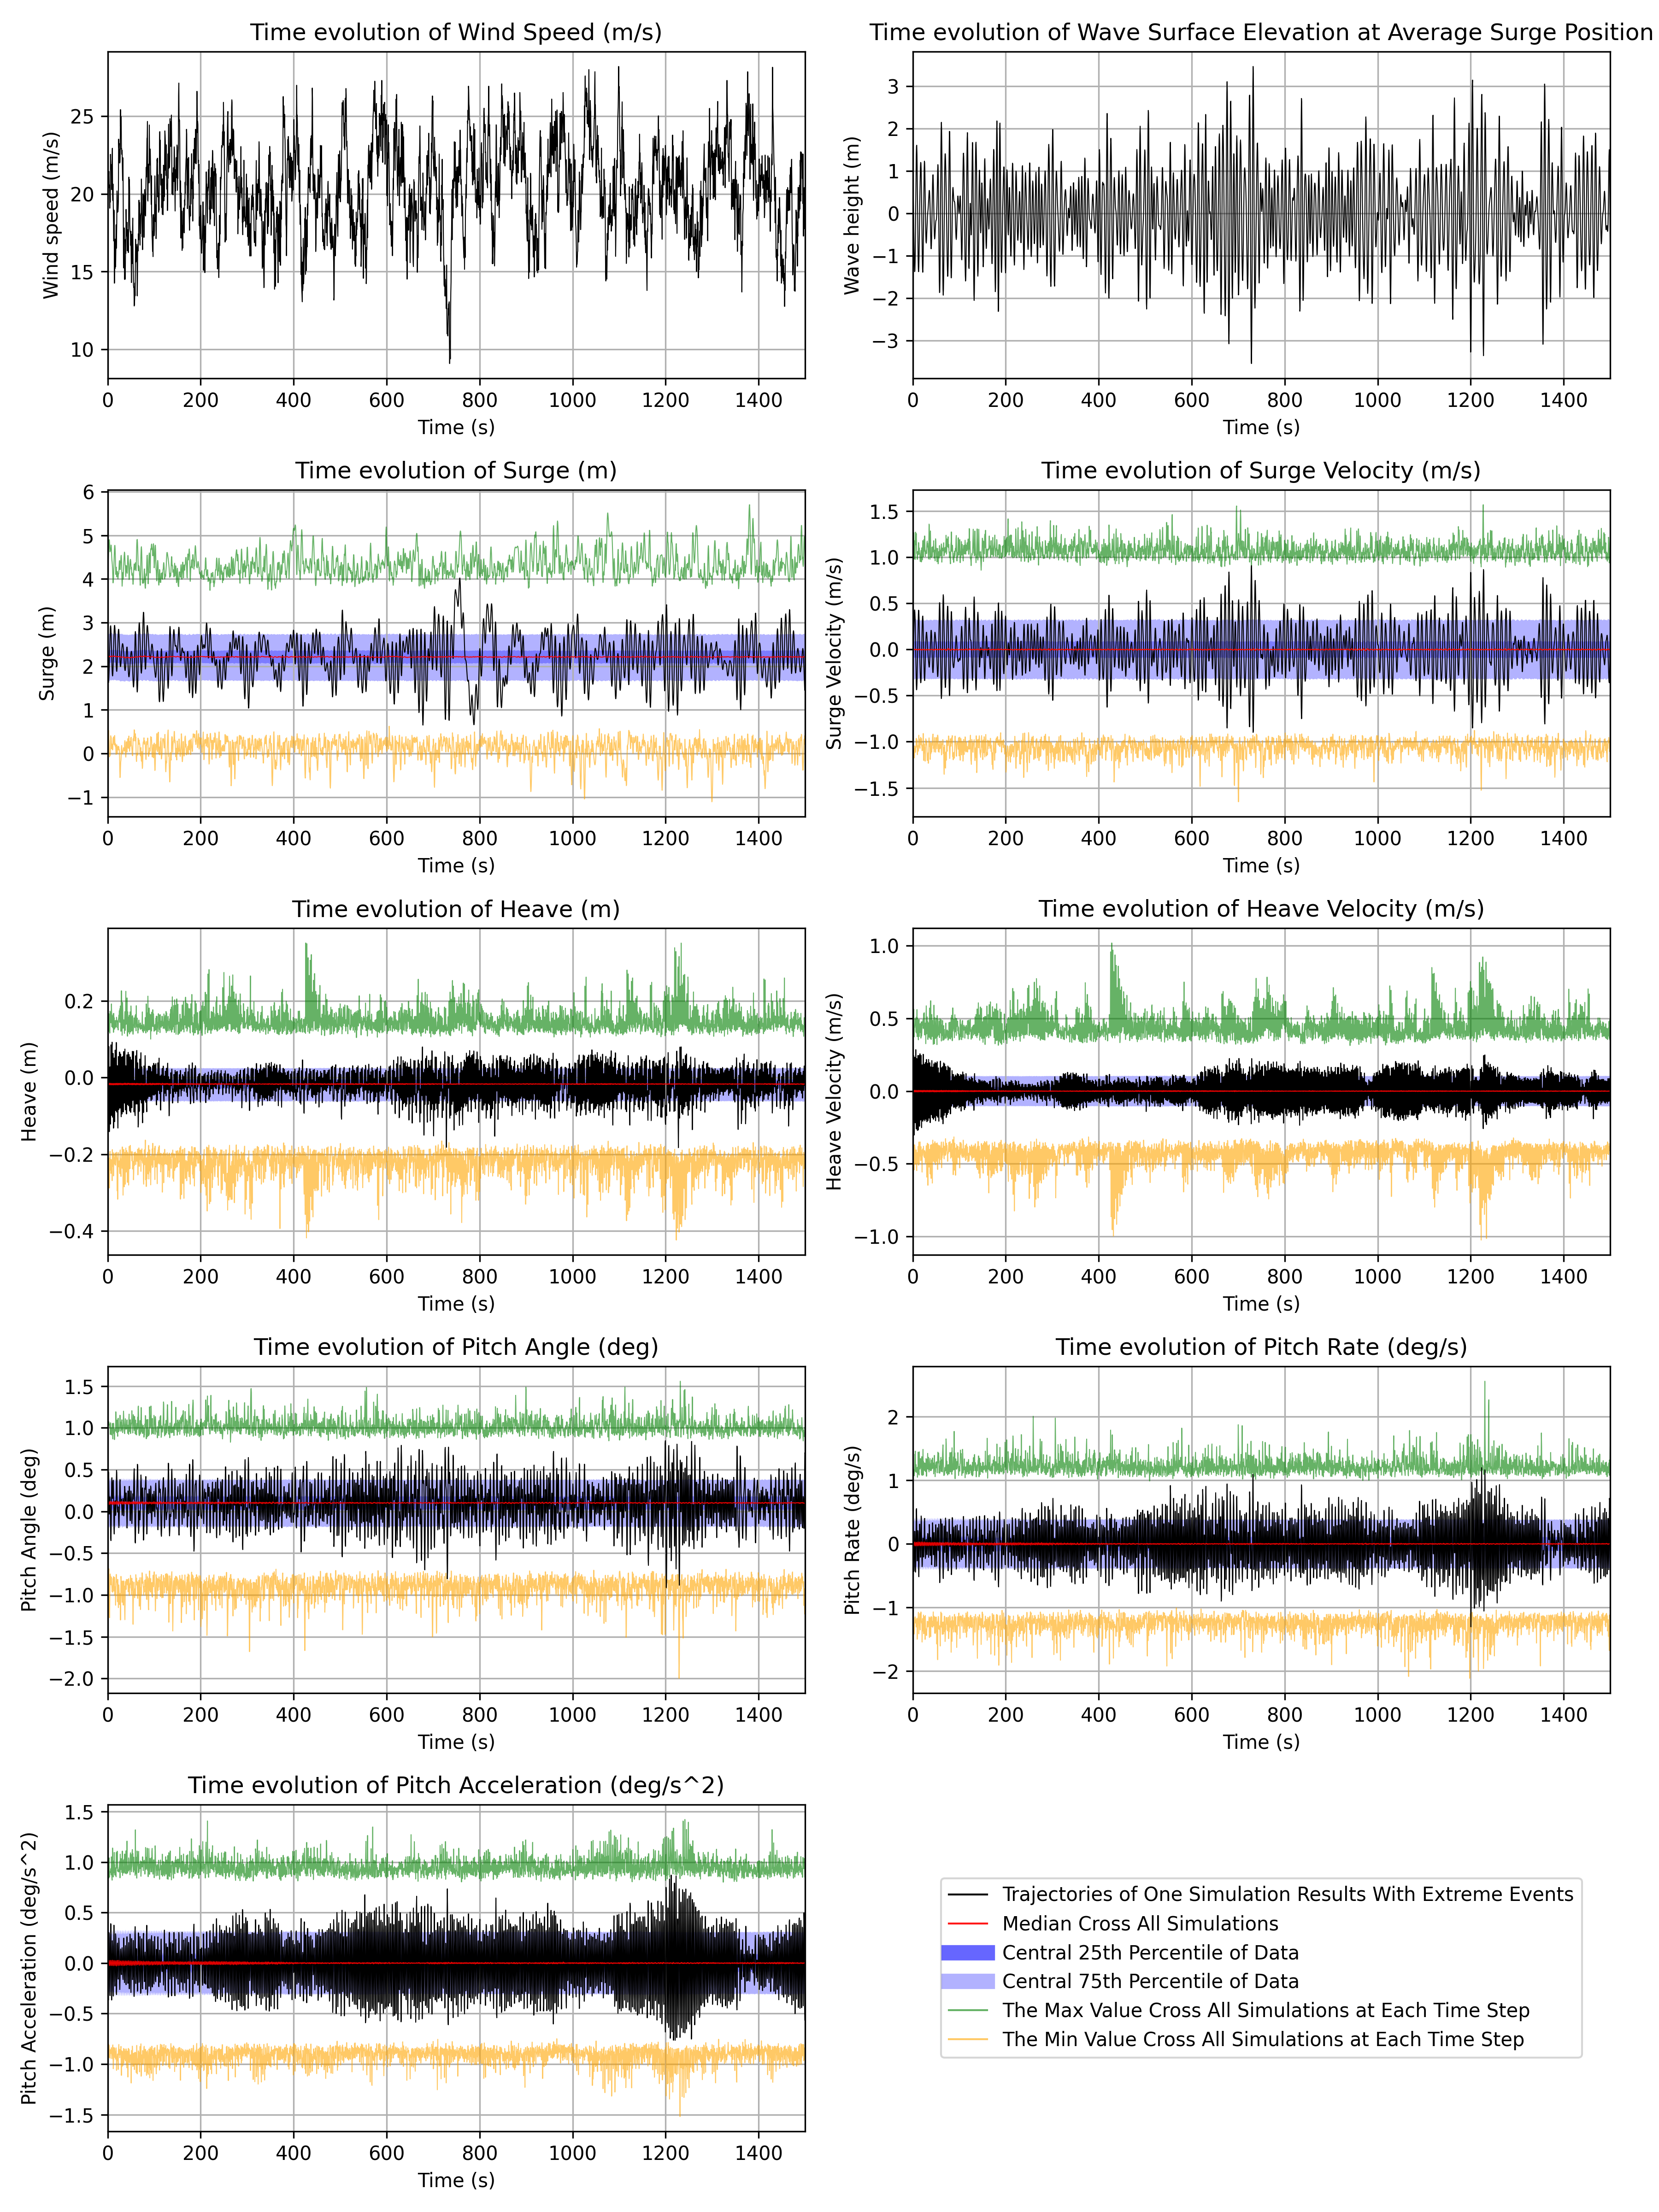 Time evolution of Wind Speed (m/s)
Wind speed (m/s)
25
20
15
10
0 200 400 600 800 1000 1200 1400
Time (s)
Time evolution of Wave Surface Elevation at Average Surge Position
Wave height (m)
3
2
1
0
−1
−2
−3
0 200 400 600 800 1000 1200 1400
Time (s)
Time evolution of Surge (m)
Surge (m)
6
5
4
3
2
1
0
−1
0 200 400 600 800 1000 1200 1400
Time (s)
Time evolution of Surge Velocity (m/s)
Surge Velocity (m/s)
1.5
1.0
0.5
0.0
−0.5
−1.0
−1.5
0 200 400 600 800 1000 1200 1400
Time (s)
Time evolution of Heave (m)
Heave (m)
0.2
0.0
−0.2
−0.4
0 200 400 600 800 1000 1200 1400
Time (s)
Time evolution of Heave Velocity (m/s)
Heave Velocity (m/s)
1.0
0.5
0.0
−0.5
−1.0
0 200 400 600 800 1000 1200 1400
Time (s)
Time evolution of Pitch Angle (deg)
Pitch Angle (deg)
1.5
1.0
0.5
0.0
−0.5
−1.0
−1.5
−2.0
0 200 400 600 800 1000 1200 1400
Time (s)
Time evolution of Pitch Rate (deg/s)
Pitch Rate (deg/s)
2
1
0
−1
−2
0 200 400 600 800 1000 1200 1400
Time (s)
Time evolution of Pitch Acceleration (deg/s^2)
Pitch Acceleration (deg/s^2)
1.5
1.0
0.5
0.0
−0.5
−1.0
−1.5
0 200 400 600 800 1000 1200 1400
Time (s)
Trajectories of One Simulation Results With Extreme Events
Median Cross All Simulations
Central 25th Percentile of Data
Central 75th Percentile of Data
The Max Value Cross All Simulations at Each Time Step
The Min Value Cross All Simulations at Each Time Step